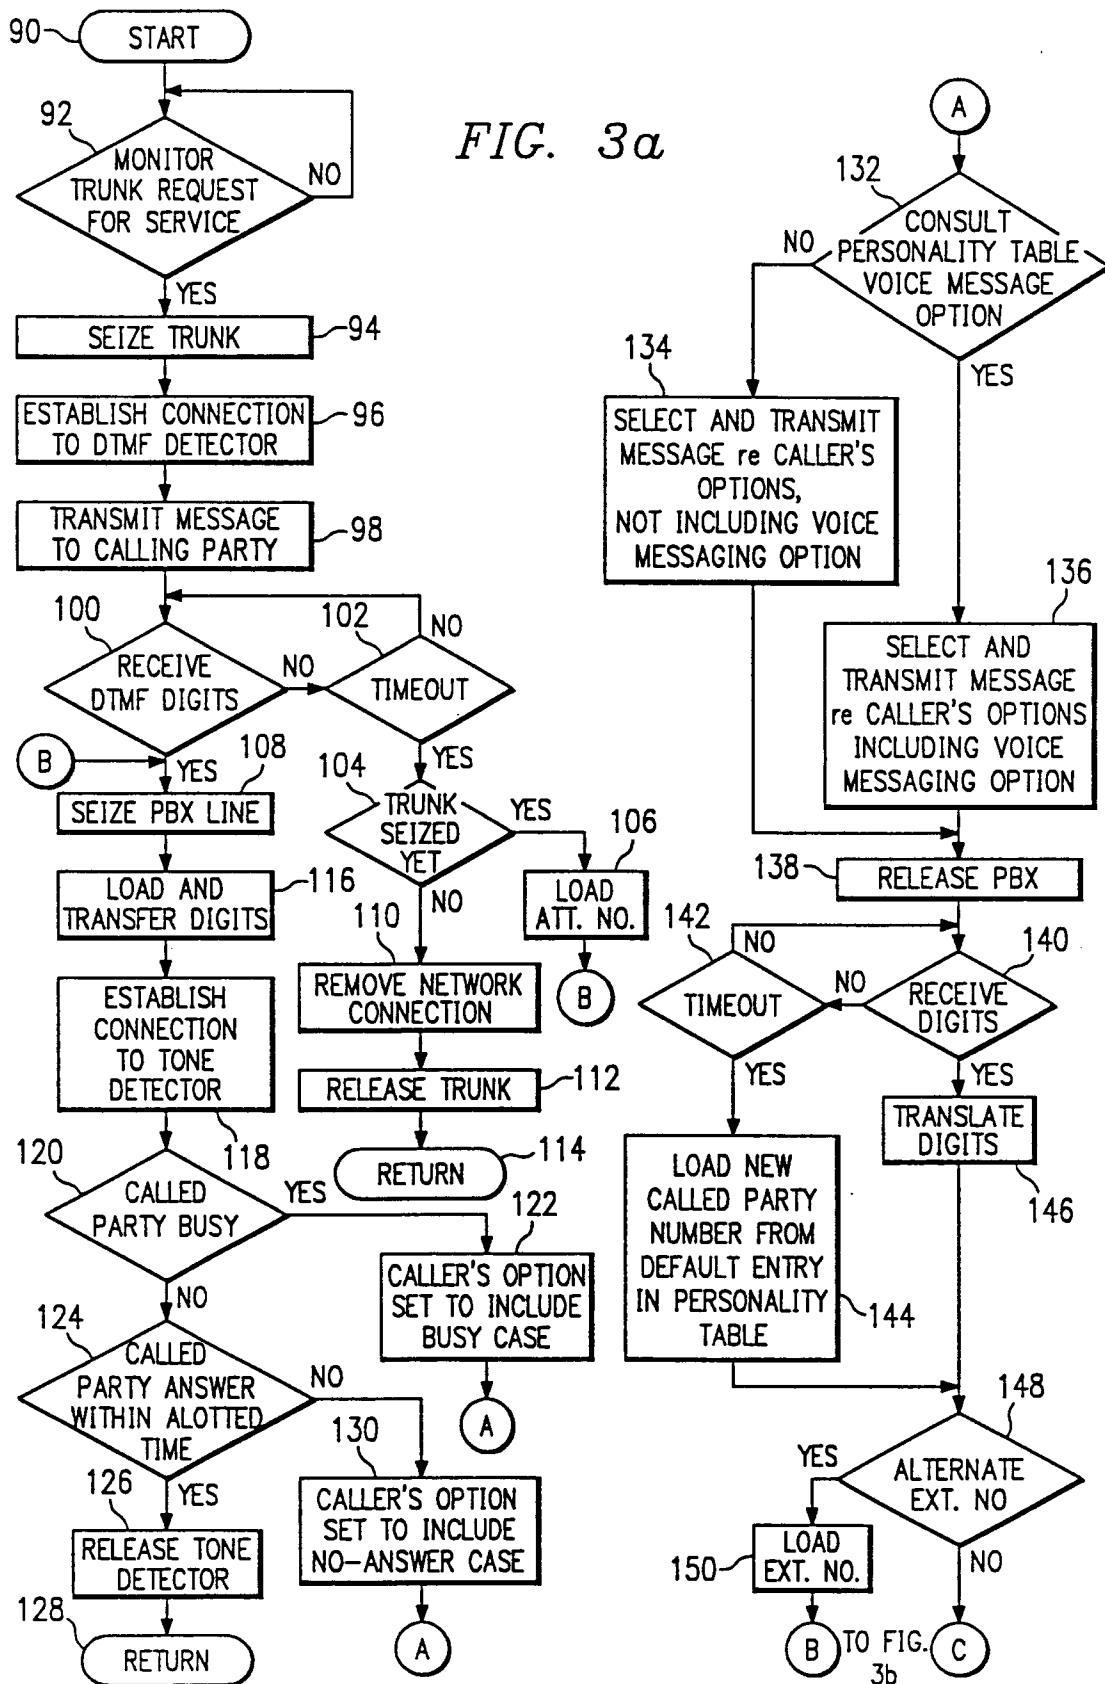 FIG. 3a
90
START
92
MONITOR
TRUNK REQUEST
FOR SERVICE
NO
YES
SEIZE TRUNK
94
ESTABLISH CONNECTION
TO DTMF DETECTOR
96
TRANSMIT MESSAGE
TO CALLING PARTY
98
100
RECEIVE
DTMF DIGITS
NO
102
TIMEOUT
NO
YES
B
YES
108
SEIZE PBX LINE
104
TRUNK
SEIZED
YET
YES
NO
106
LOAD
ATT. NO.
B
LOAD AND
TRANSFER DIGITS
116
110
REMOVE NETWORK
CONNECTION
ESTABLISH
CONNECTION
TO TONE
DETECTOR
118
RELEASE TRUNK
112
RETURN
114
120
CALLED
PARTY BUSY
YES
NO
122
CALLER'S OPTION
SET TO INCLUDE
BUSY CASE
A
124
CALLED
PARTY ANSWER
WITHIN ALOTTED
TIME
NO
YES
130
CALLER'S OPTION
SET TO INCLUDE
NO-ANSWER CASE
A
126
RELEASE TONE
DETECTOR
128
RETURN
A
132
CONSULT
PERSONALITY TABLE
VOICE MESSAGE
OPTION
NO
YES
134
SELECT AND TRANSMIT
MESSAGE re CALLER'S
OPTIONS,
NOT INCLUDING VOICE
MESSAGING OPTION
136
SELECT AND
TRANSMIT MESSAGE
re CALLER'S OPTIONS
INCLUDING VOICE
MESSAGING OPTION
138
RELEASE PBX
140
RECEIVE
DIGITS
NO
YES
142
TIMEOUT
NO
YES
TRANSLATE
DIGITS
146
LOAD NEW
CALLED PARTY
NUMBER FROM
DEFAULT ENTRY
IN PERSONALITY
TABLE
144
148
ALTERNATE
EXT. NO
YES
NO
150
LOAD
EXT. NO.
B
TO FIG.
3b
C